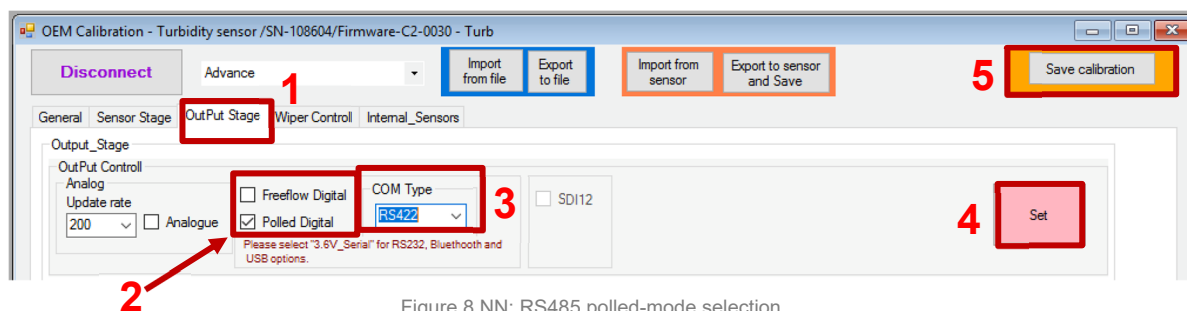 OEM Calibration - Turbidity sensor /SN-108604/Firmware-C2-0030 - Turb
Disconnect
Advance
Import from file
Export to file
Import from sensor
Export to sensor and Save
5
Save calibration
1
General
Sensor Stage
OutPut Stage
Wiper Control
Internal_Sensors
Output_Stage
OutPut Controll
Analog
Update rate
200
Analogue
Freeflow Digital
Polled Digital
COM Type
RS422
3
SDI12
4
Set
Please select "3.6V_Serial" for RS232, Bluethooth and
USB options.
2
Figure 8 NN: RS485 polled-mode selection